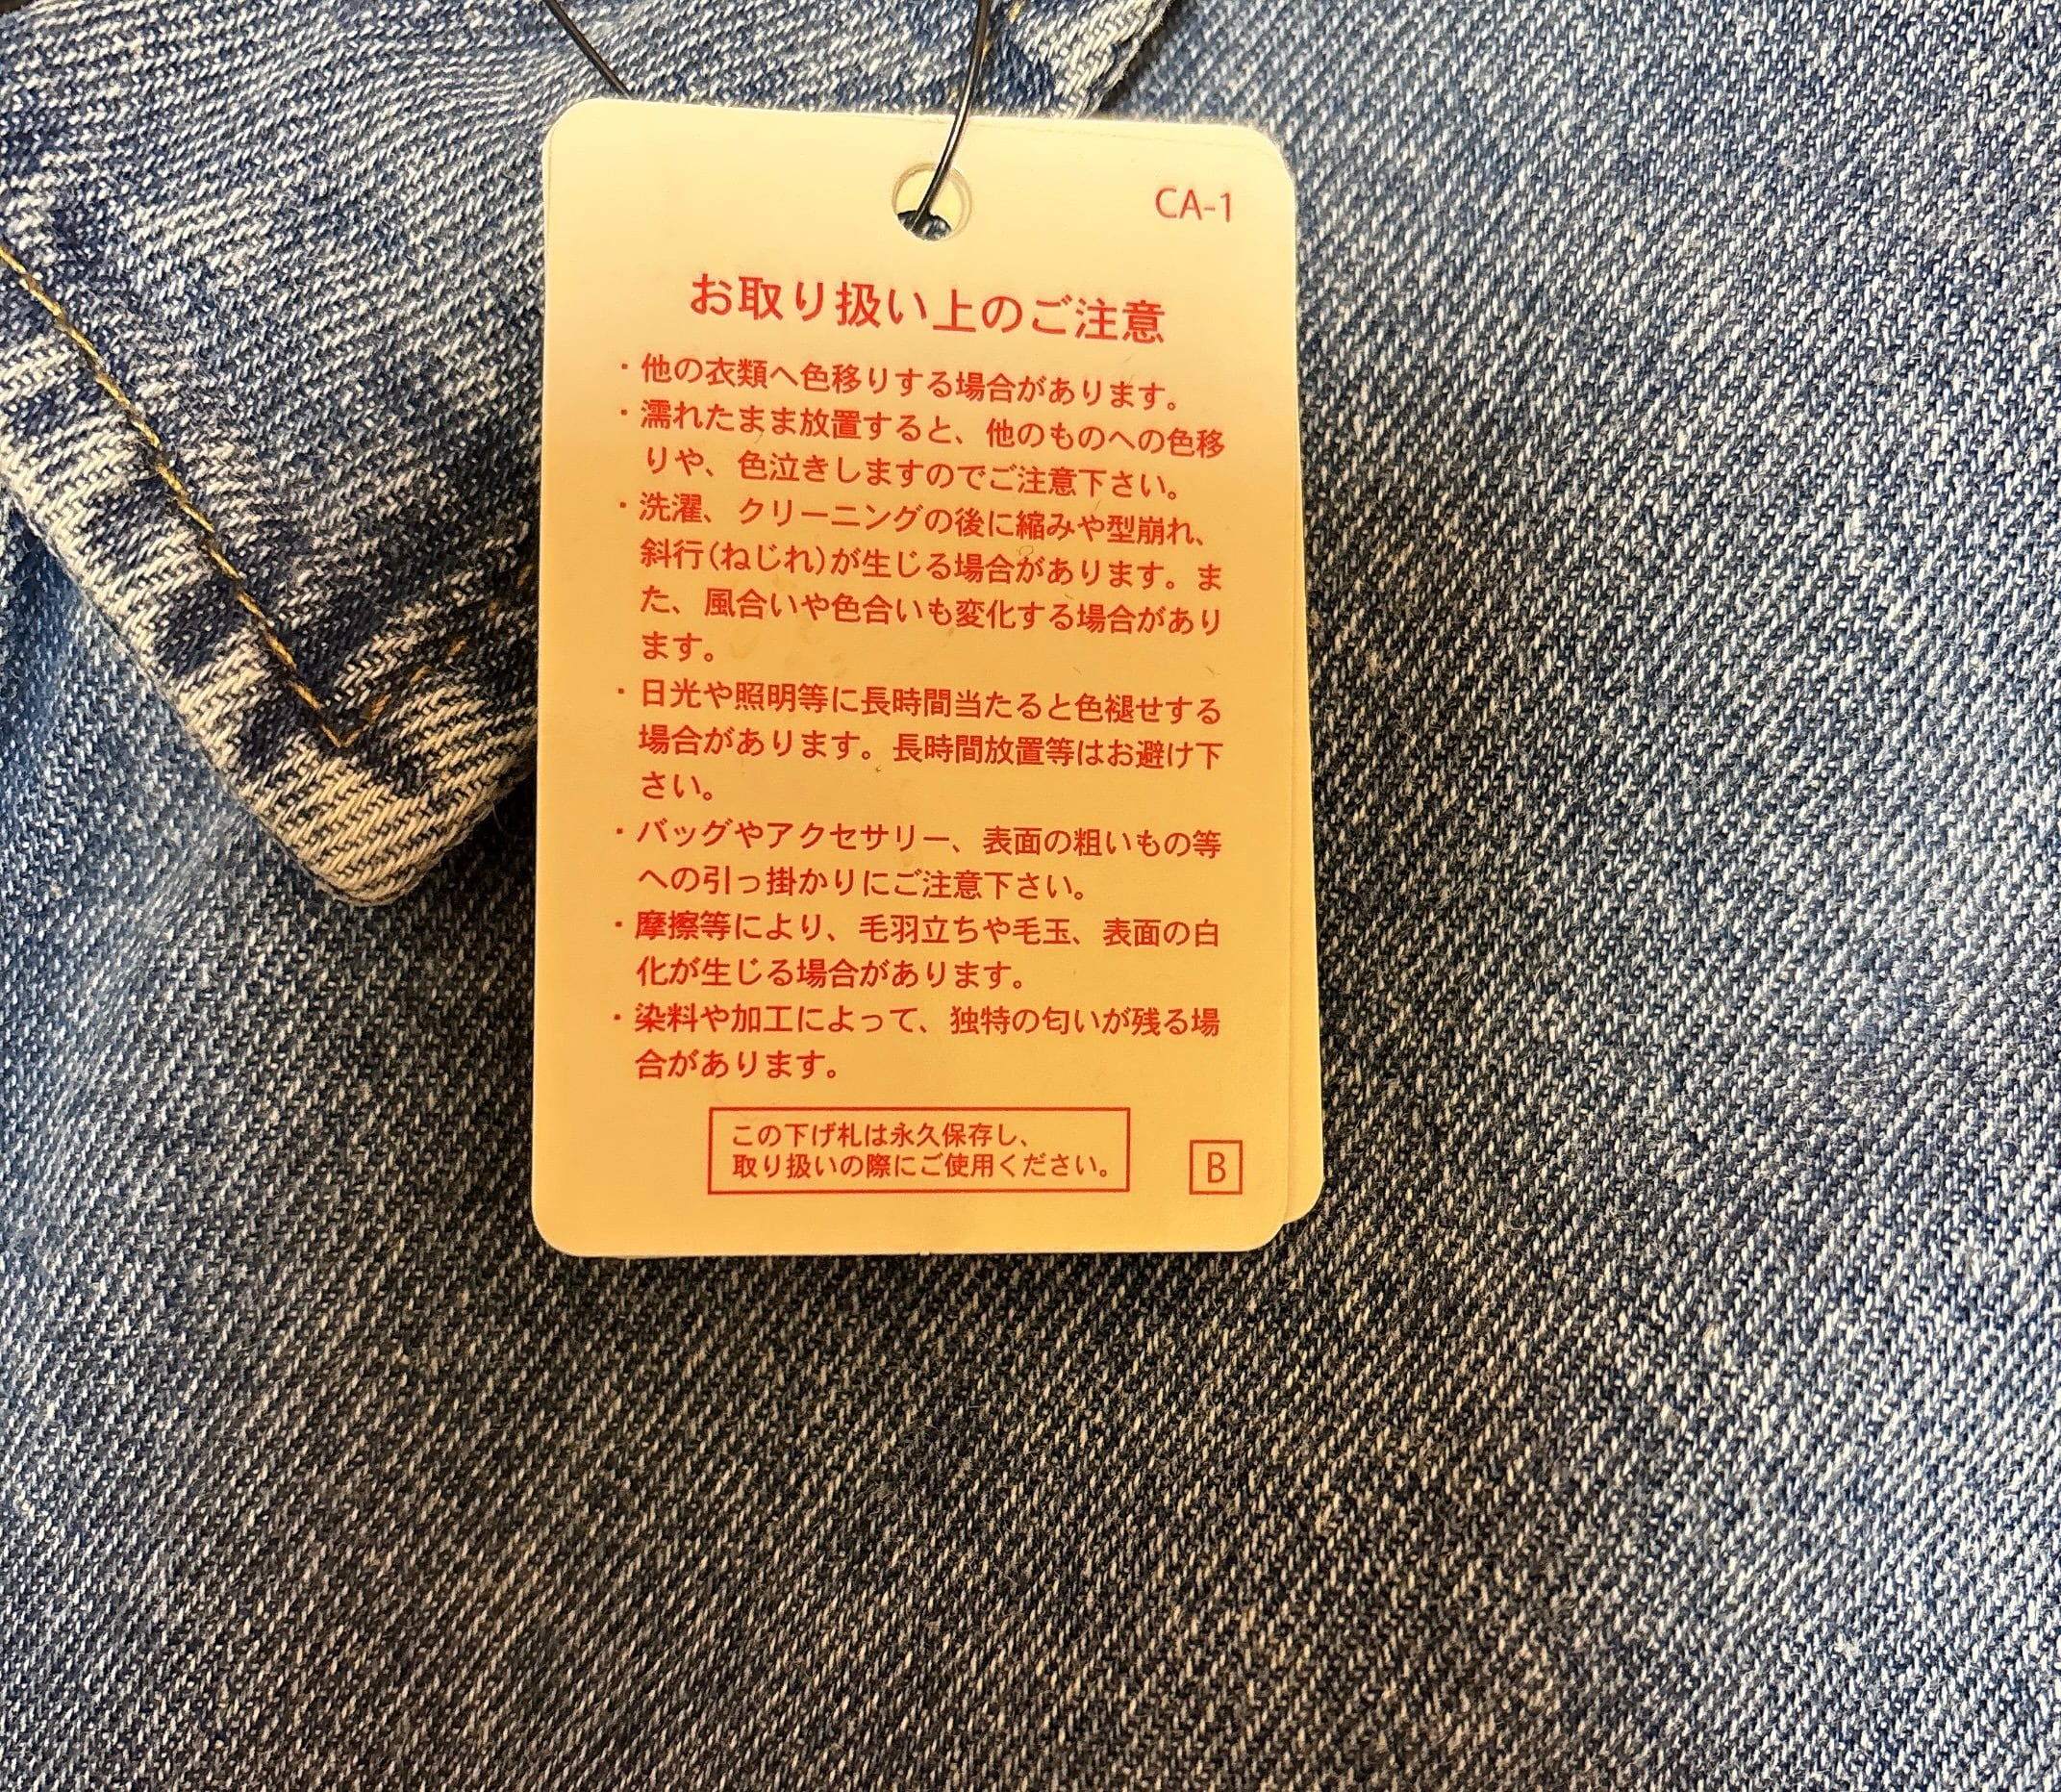 CA-1
お取り扱い上のご注意
・他の衣類へ色移りする場合があります。
・濡れたまま放置すると、他のものへの色移
りや、色泣きしますのでご注意下さい。
・洗濯、クリーニングの後に縮みや型崩れ、
斜行(ねじれ)が生じる場合があります。ま
た、風合いや色合いも変化する場合があり
ます。
・日光や照明等に長時間当たると色褪せする
場合があります。長時間放置等はお避け下
さい。
・バッグやアクセサリー、表面の粗いもの等
への引っ掛かりにご注意下さい。
・摩擦等により、毛羽立ちや毛玉、表面の白
化が生じる場合があります。
・染料や加工によって、独特の匂いが残る場
合があります。
この下げ札は永久保存し、
取り扱いの際にご使用ください。
B